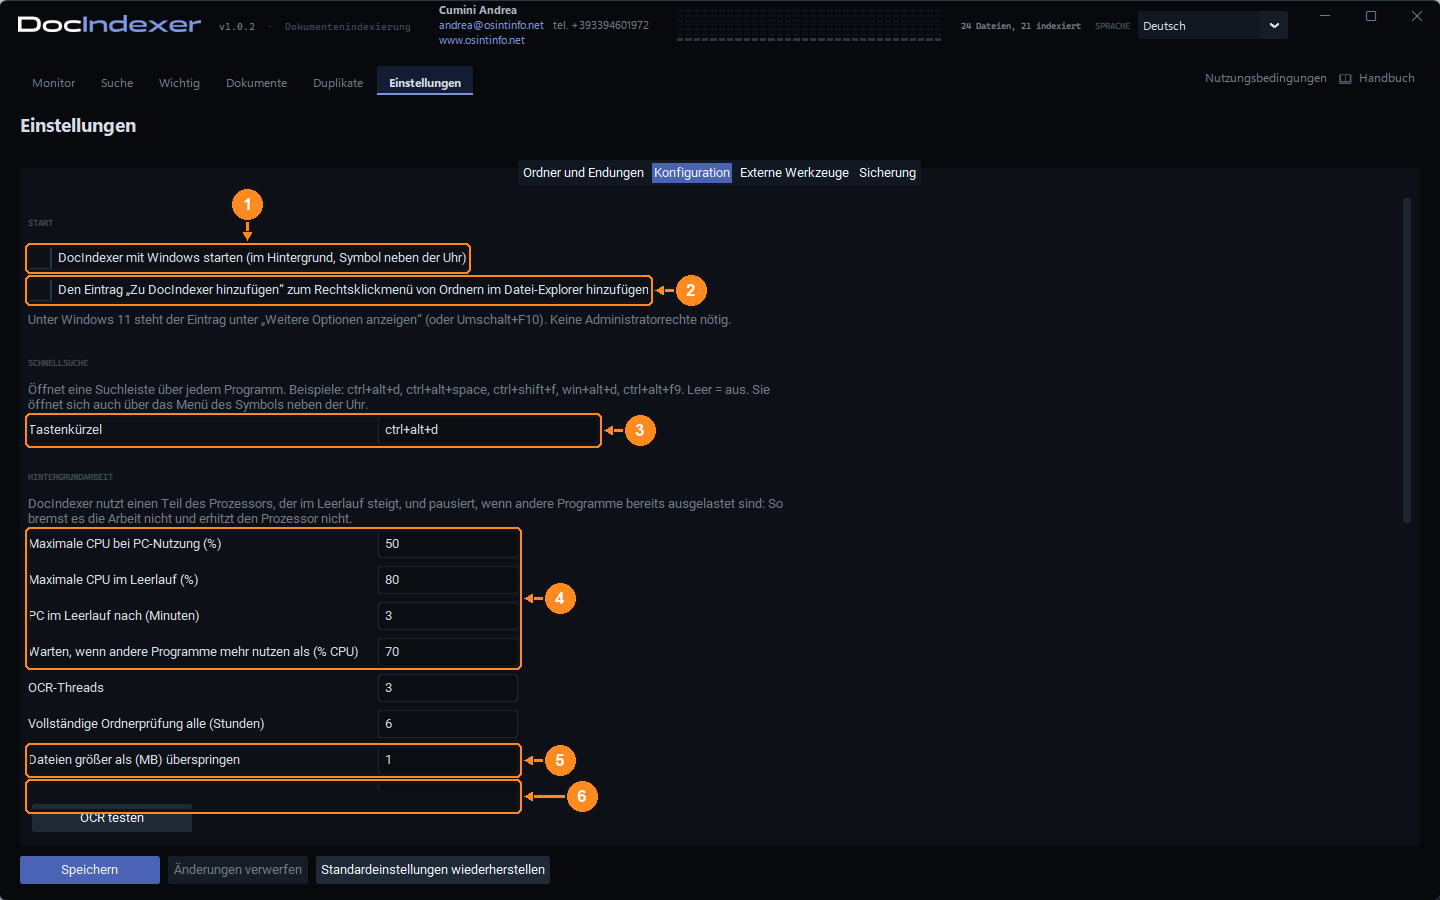 DocIndexer v1.0.2 · Dokumentenindexierung
Cumini Andrea
andrea@osintinfo.net tel. +393394601972
www.osintinfo.net
24 Dateien, 21 indexiert
SPRACHE
Deutsch
Monitor
Suche
Wichtig
Dokumente
Duplikate
Einstellungen
Nutzungsbedingungen
Handbuch
Einstellungen
Ordner und Endungen
Konfiguration
Externe Werkzeuge
Sicherung
1
START
DocIndexer mit Windows starten (im Hintergrund, Symbol neben der Uhr)
Den Eintrag „Zu DocIndexer hinzufügen“ zum Rechtsklickmenü von Ordnern im Datei-Explorer hinzufügen
2
Unter Windows 11 steht der Eintrag unter „Weitere Optionen anzeigen“ (oder Umschalt+F10). Keine Administratorrechte nötig.
SCHNELLSUCHE
Öffnet eine Suchleiste über jedem Programm. Beispiele: ctrl+alt+d, ctrl+alt+space, ctrl+shift+f, win+alt+d, ctrl+alt+f9. Leer = aus. Sie
öffnet sich auch über das Menü des Symbols neben der Uhr.
Tastenkürzel ctrl+alt+d
3
HINTERGRUNDARBEIT
DocIndexer nutzt einen Teil des Prozessors, der im Leerlauf steigt, und pausiert, wenn andere Programme bereits ausgelastet sind: So
bremst es die Arbeit nicht und erhitzt den Prozessor nicht.
Maximale CPU bei PC-Nutzung (%) 50
Maximale CPU im Leerlauf (%) 80
4
PC im Leerlauf nach (Minuten) 3
Warten, wenn andere Programme mehr nutzen als (% CPU) 70
OCR-Threads 3
Vollständige Ordnerprüfung alle (Stunden) 6
Dateien größer als (MB) überspringen 1
5
6
OCR testen
Speichern
Änderungen verwerfen
Standardeinstellungen wiederherstellen